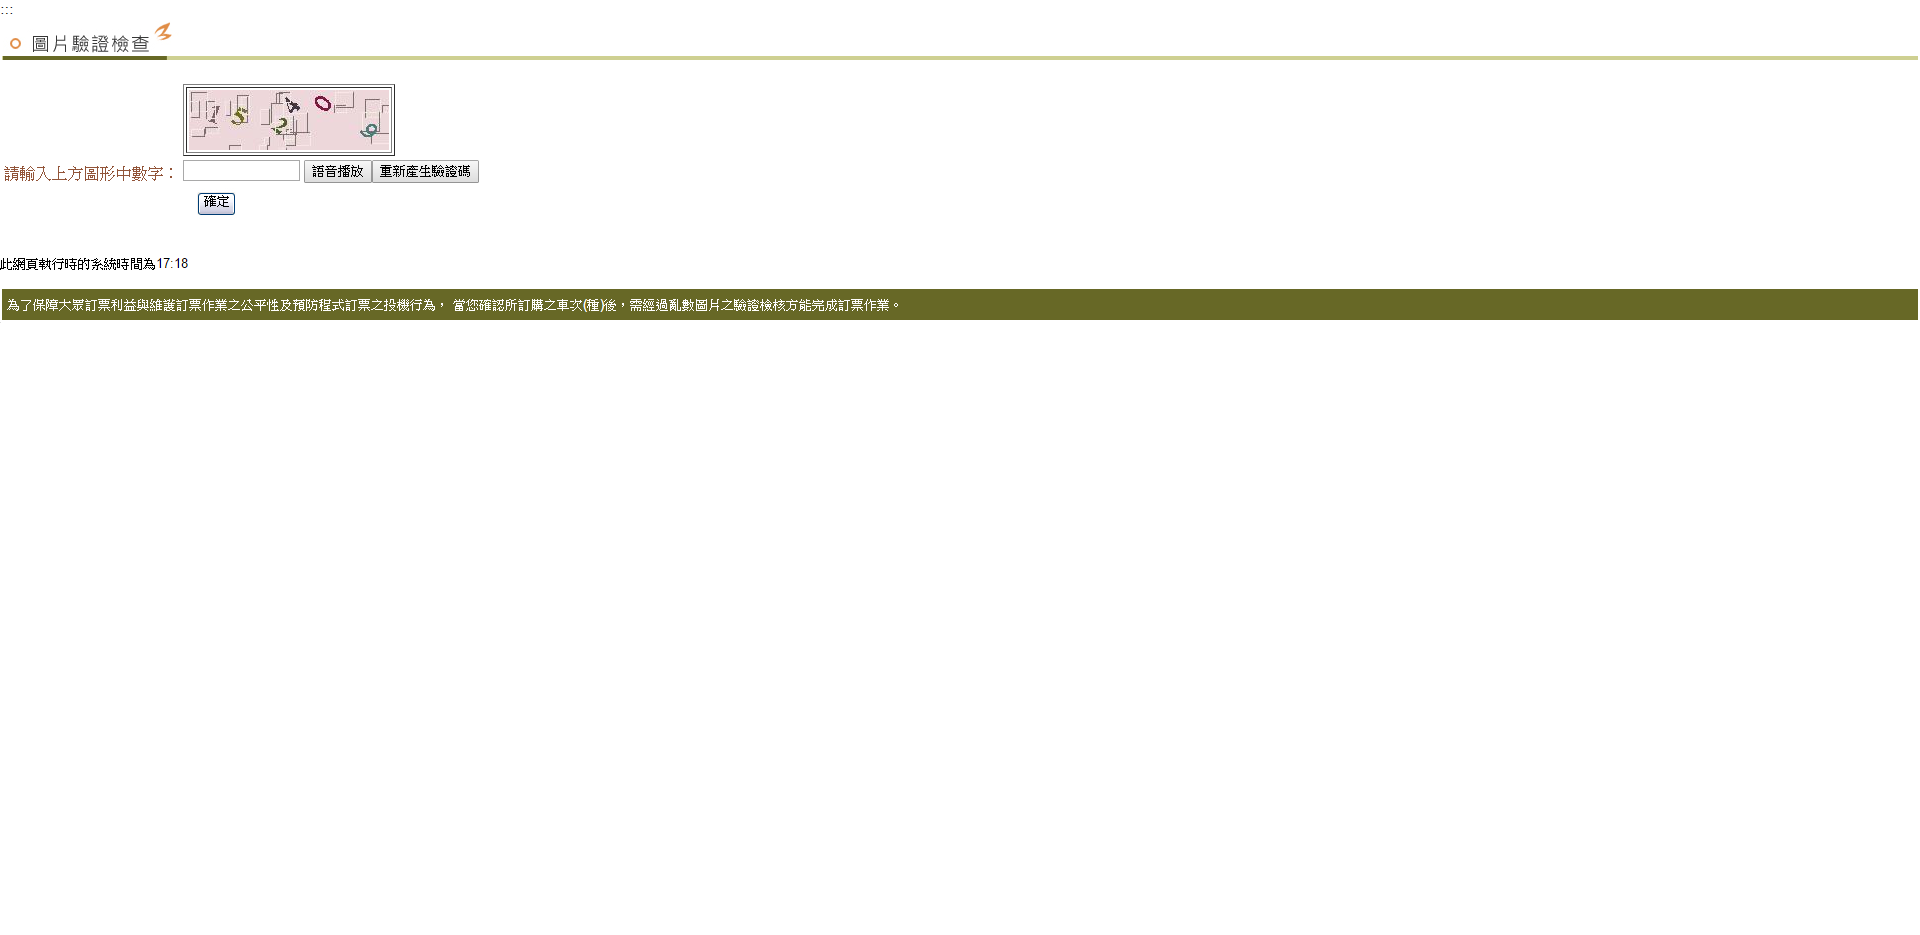 :::
圖片驗證檢查
請輸入上方圖形中數字：
語音播放 重新產生驗證碼
確定
此網頁執行時的系統時間為17:18
為了保障大眾訂票利益與維護訂票作業之公平性及預防程式訂票之投機行為， 當您確認所訂購之車次(種)後，需經過亂數圖片之驗證檢核方能完成訂票作業。